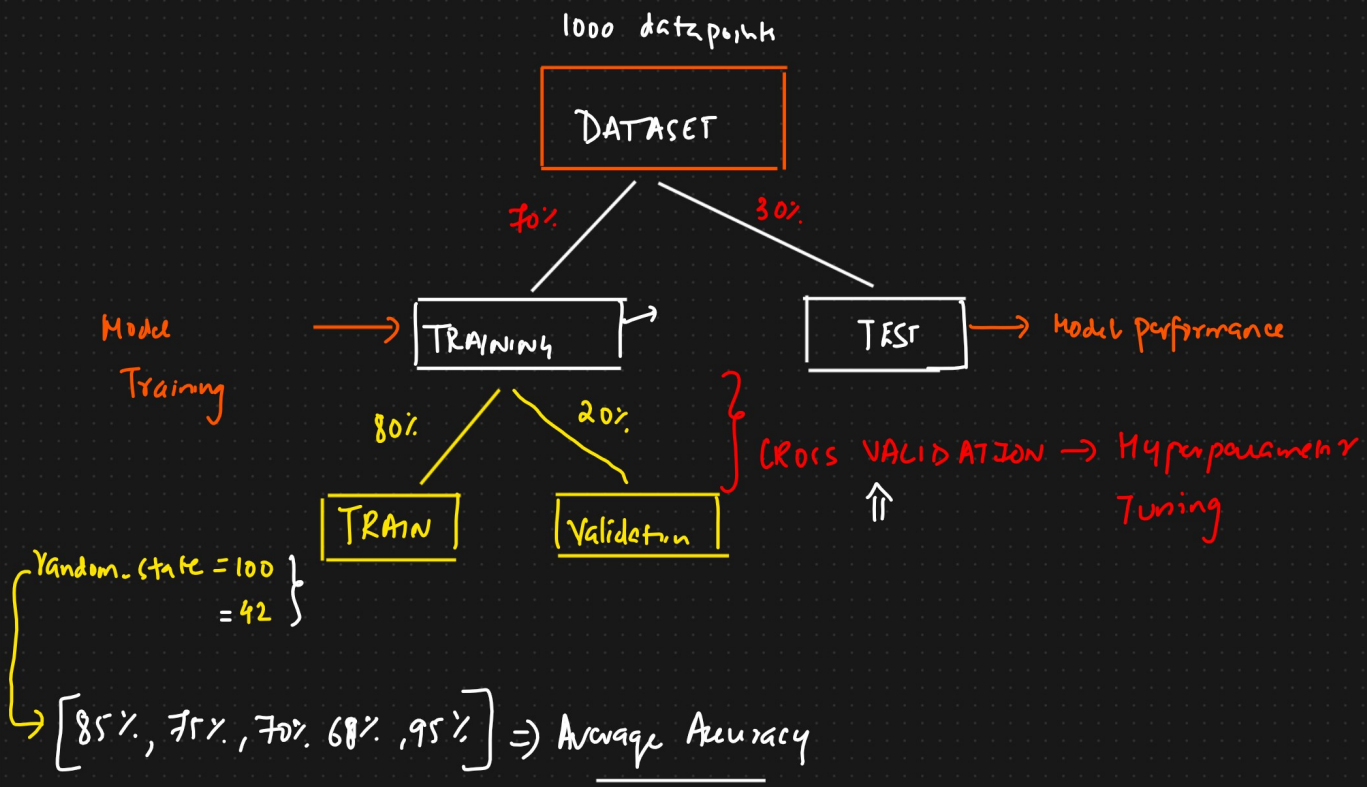 1000 datapoints
DATASET
70%
30%
Model
Training
TRAINING
TEST
Model performance
80%
20%
CROSS VALIDATION → Hyperparameter
Tuning
TRAIN
Validation
random_state = 100
= 42
[85%, 75%, 70% 68%, 95%] ⇒ Average Accuracy